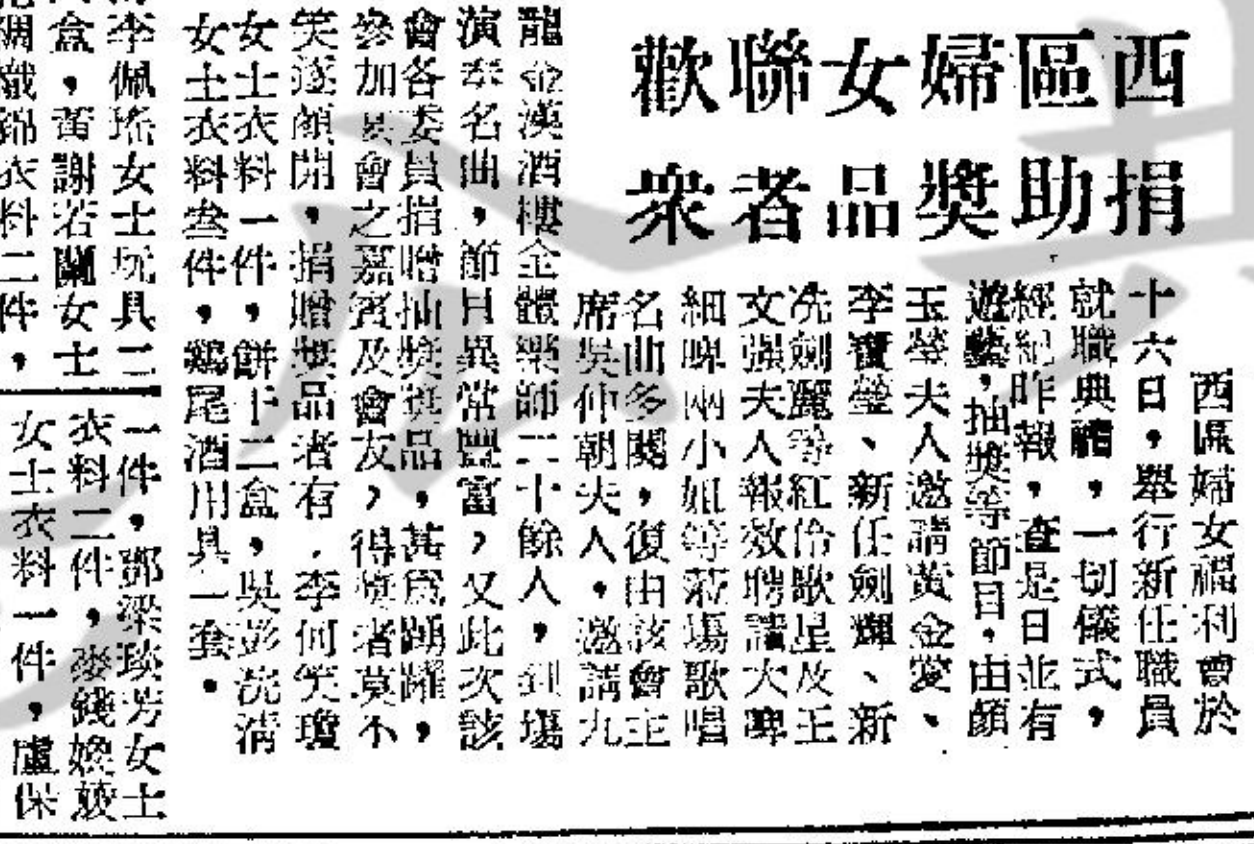 西區婦女聯歡
捐助獎品者衆
西區婦女福利會於
十六日，舉行新任職員
就職典禮，一切儀式，
經紀昨報，查是日並有
遊藝，抽獎等節目，由顏
玉瑩夫人邀請黃金愛、
李寶瑩、新任劍輝、新
冼劍麗等紅伶歌星及王
文强夫人報效聘請大啤
細啤兩小姐等蒞塲歌唱
名曲多闋，復由該會主
席吳仲朝夫人，邀請九
龍金漢酒樓全體樂師二十餘人，到塲
演奏名曲，節目異常豐富，又此次該
會各委員捐贈抽獎獎品，甚爲踴躍，
參加是會之嘉賓及會友，得獎者莫不
笑逐顏開，捐贈獎品者有．李何笑瓊
女士衣料一件，餅干二盒，吳彭浣清
女士衣料叁件，鷄尾酒用具一套。
李佩瑤女士玩具二
盒，黃謝若蘭女士
綢織錦衣料二件，
一件，鄧梁琰芳女士
衣料二件，麥錢煥
女士衣料一件，盧保